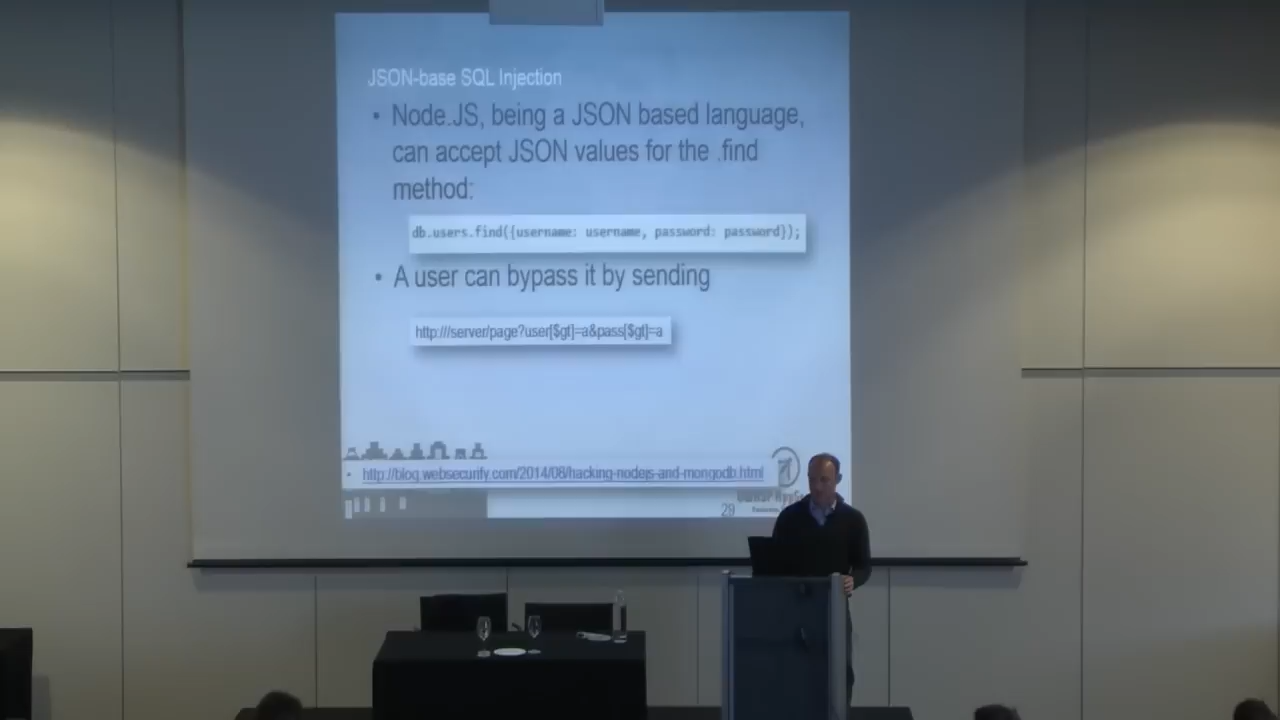 JSON-base SQL Injection
• Node.JS, being a JSON based language,
can accept JSON values for the .find
method:
db.users.find({username: username, password: password});
• A user can bypass it by sending
http:///server/page?user[$gt]=a&pass[$gt]=a
• http://blog.websecurify.com/2014/08/hacking-nodejs-and-mongodb.html
29